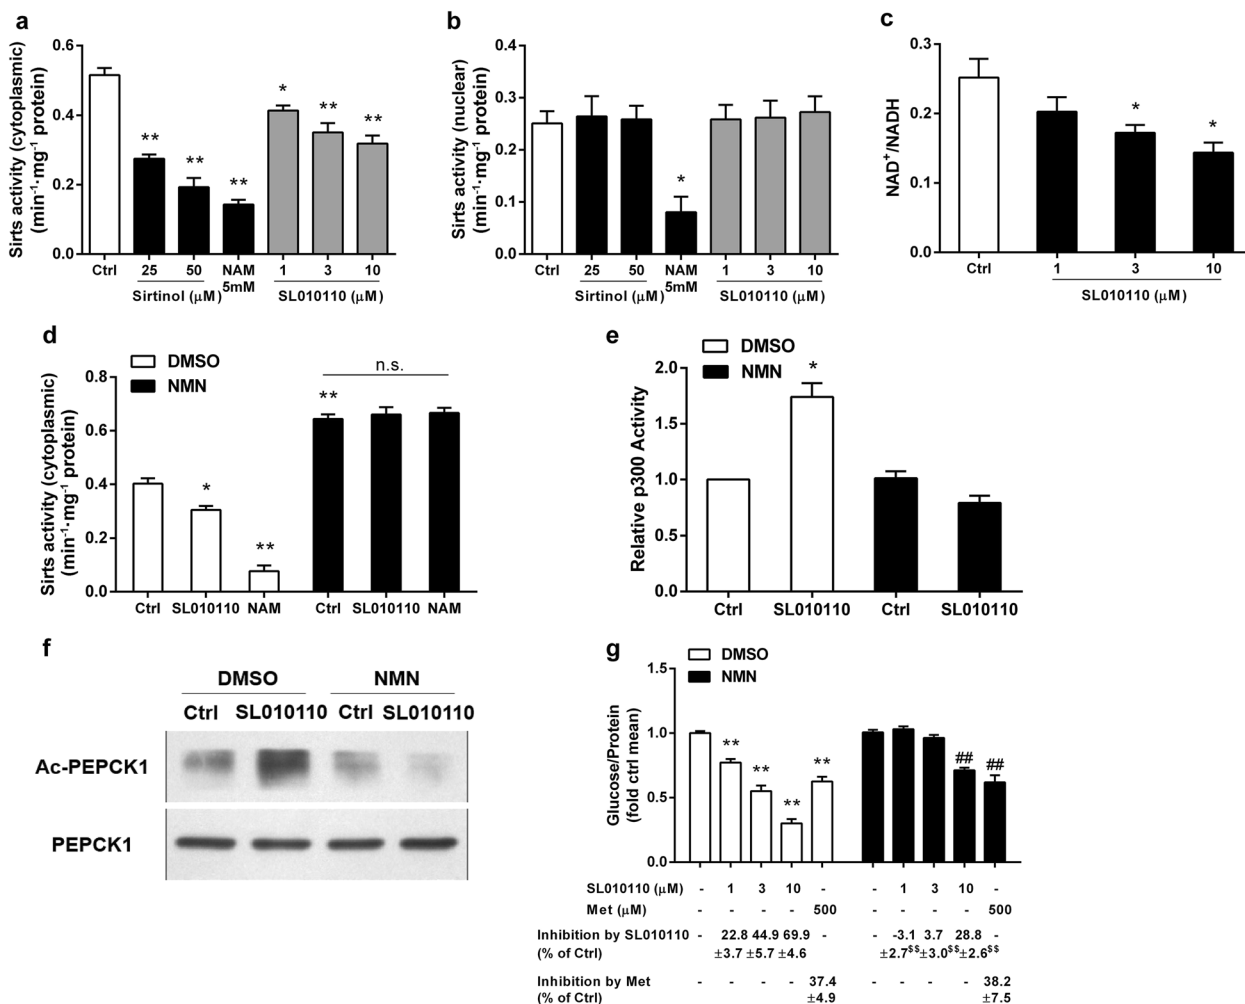 a
Sirts activity (cytoplasmic)
(min⁻¹·mg⁻¹ protein)
0.6
0.4
0.2
0.0
** ** ** * ** **
Ctrl 25 50 NAM 1 3 10
5mM
Sirtinol (μM) SL010110 (μM)
b
Sirts activity (nuclear)
(min⁻¹·mg⁻¹ protein)
0.4
0.3
0.2
0.1
0.0
*
Ctrl 25 50 NAM 1 3 10
5mM
Sirtinol (μM) SL010110 (μM)
c
NAD⁺/NADH
0.3
0.2
0.1
0.0
* *
Ctrl 1 3 10
SL010110 (μM)
d
DMSO
NMN
Sirts activity (cytoplasmic)
(min⁻¹·mg⁻¹ protein)
0.8
0.6
0.4
0.2
0.0
n.s.
* ** **
Ctrl SL010110 NAM Ctrl SL010110 NAM
e
DMSO
NMN
Relative p300 Activity
2.0
1.5
1.0
0.5
0.0
*
Ctrl SL010110 Ctrl SL010110
f
DMSO NMN
Ctrl SL010110 Ctrl SL010110
Ac-PEPCK1
PEPCK1
g
DMSO
NMN
Glucose/Protein
(fold ctrl mean)
1.5
1.0
0.5
0.0
** ** ** ** ## ##
SL010110 (μM) - 1 3 10 - - 1 3 10 -
Met (μM) - - - - 500 - - - - 500
Inhibition by SL010110 - 22.8 44.9 69.9 - - -3.1 3.7 28.8 -
(% of Ctrl) ±3.7 ±5.7 ±4.6 ±2.7$$ ±3.0$$ ±2.6$$
Inhibition by Met - - - - 37.4 - - - - 38.2
(% of Ctrl) ±4.9 ±7.5